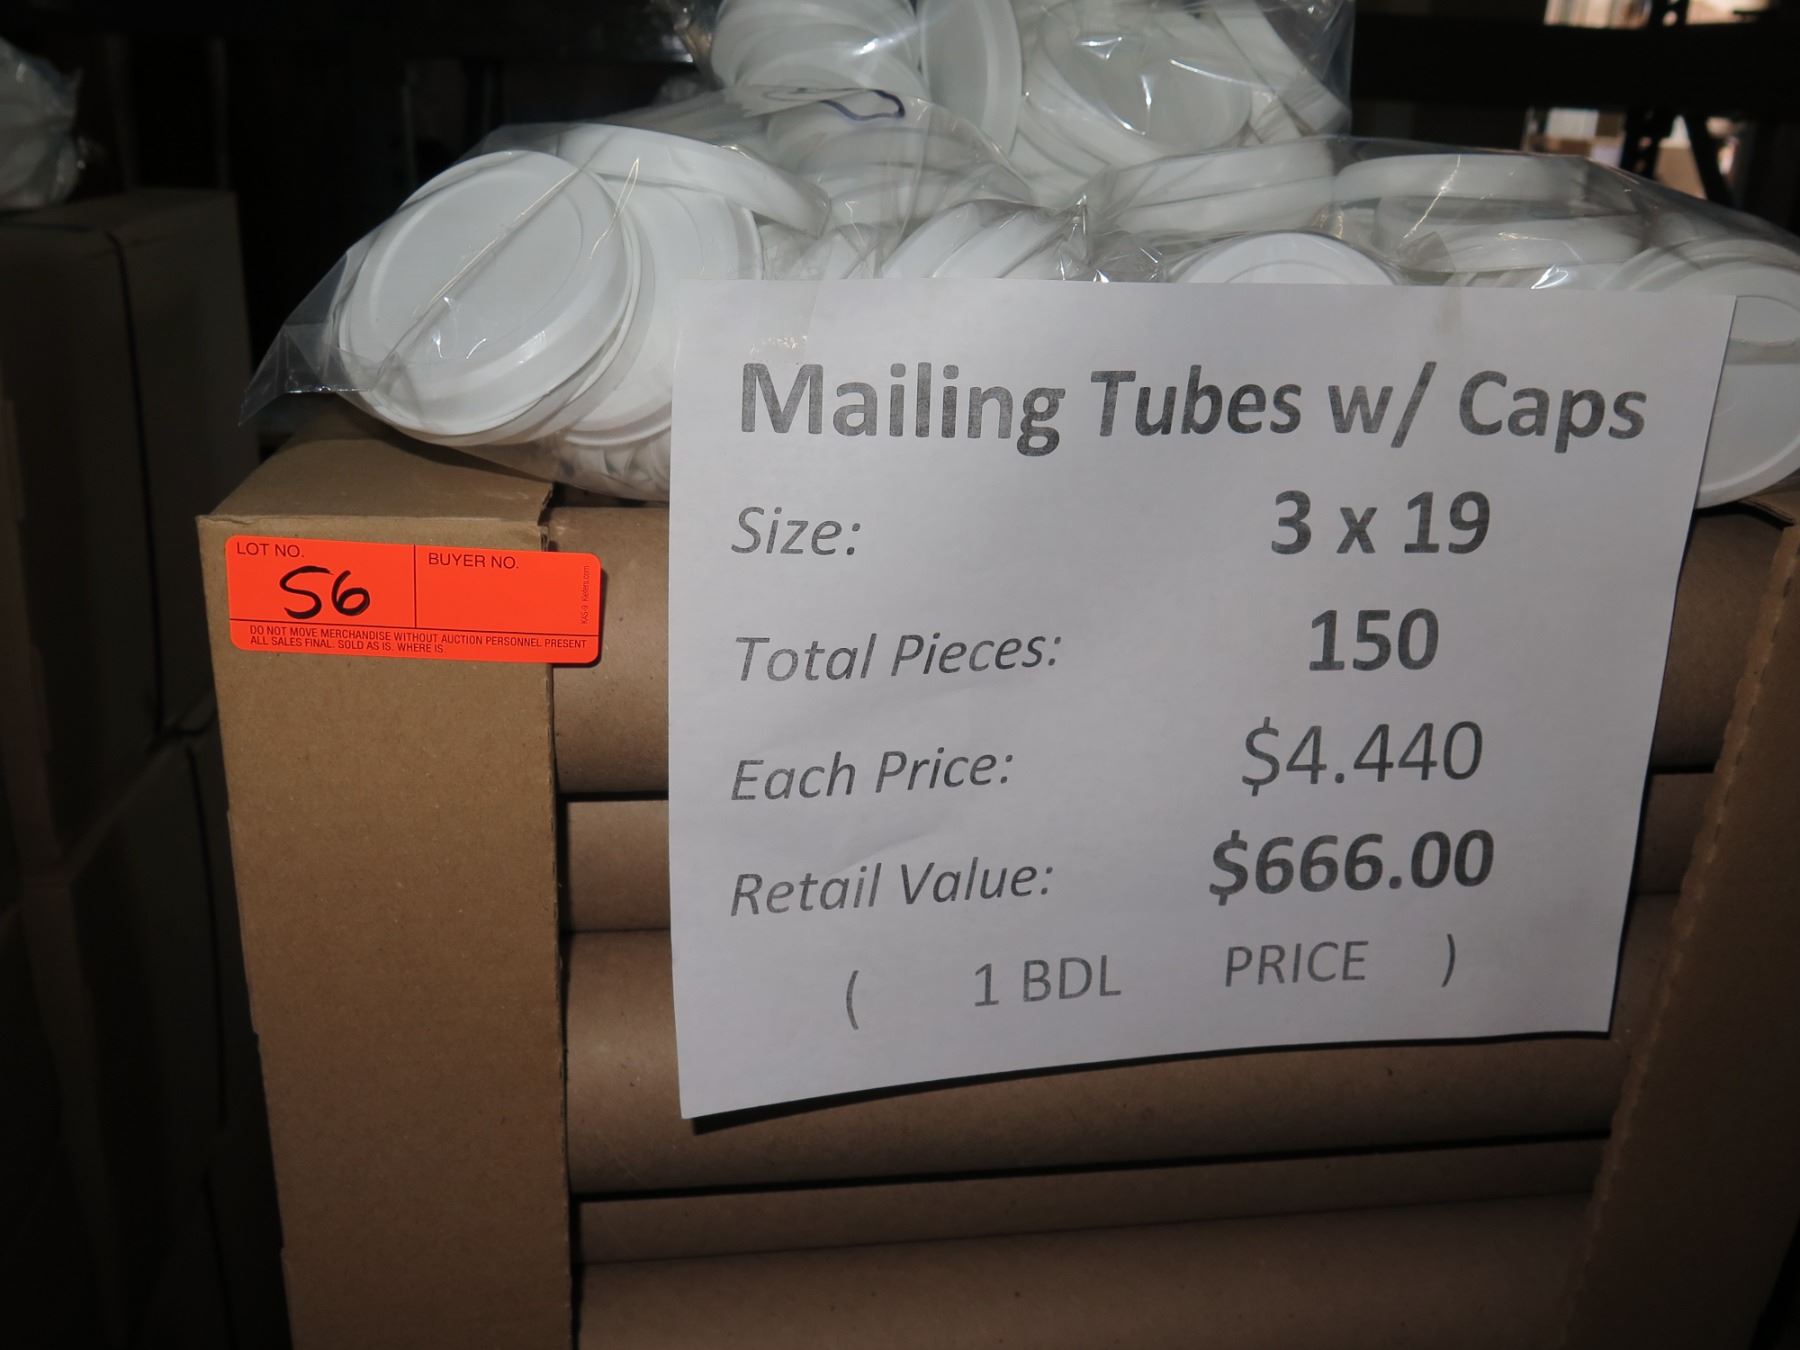 Mailing Tubes w/ Caps
Size: 3 x 19
Total Pieces: 150
Each Price: $4.440
Retail Value: $666.00
( 1 BDL PRICE )
LOT NO. BUYER NO.
56
DO NOT MOVE MERCHANDISE WITHOUT AUCTION PERSONNEL PRESENT
ALL SALES FINAL. SOLD AS IS. WHERE IS